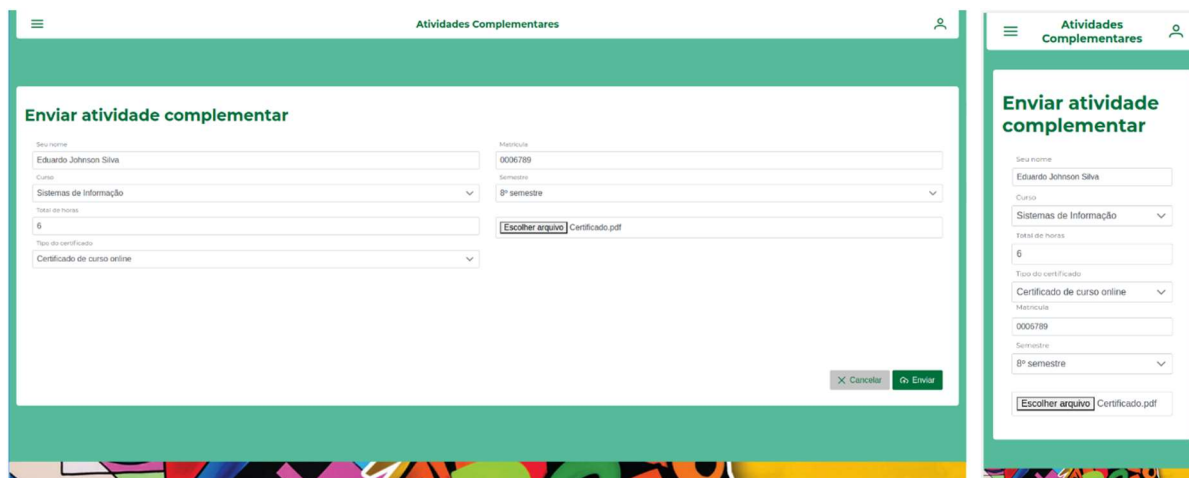 Atividades Complementares
Enviar atividade complementar
Seu nome
Eduardo Johnson Silva
Curso
Sistemas de Informação
Total de horas
6
Tipo do certificado
Certificado de curso online
Matrícula
0006789
Semestre
8º semestre
Escolher arquivo Certificado.pdf
Cancelar
Enviar
Atividades
Complementares
Enviar atividade
complementar
Seu nome
Eduardo Johnson Silva
Curso
Sistemas de Informação
Total de horas
6
Tipo do certificado
Certificado de curso online
Matrícula
0006789
Semestre
8º semestre
Escolher arquivo Certificado.pdf